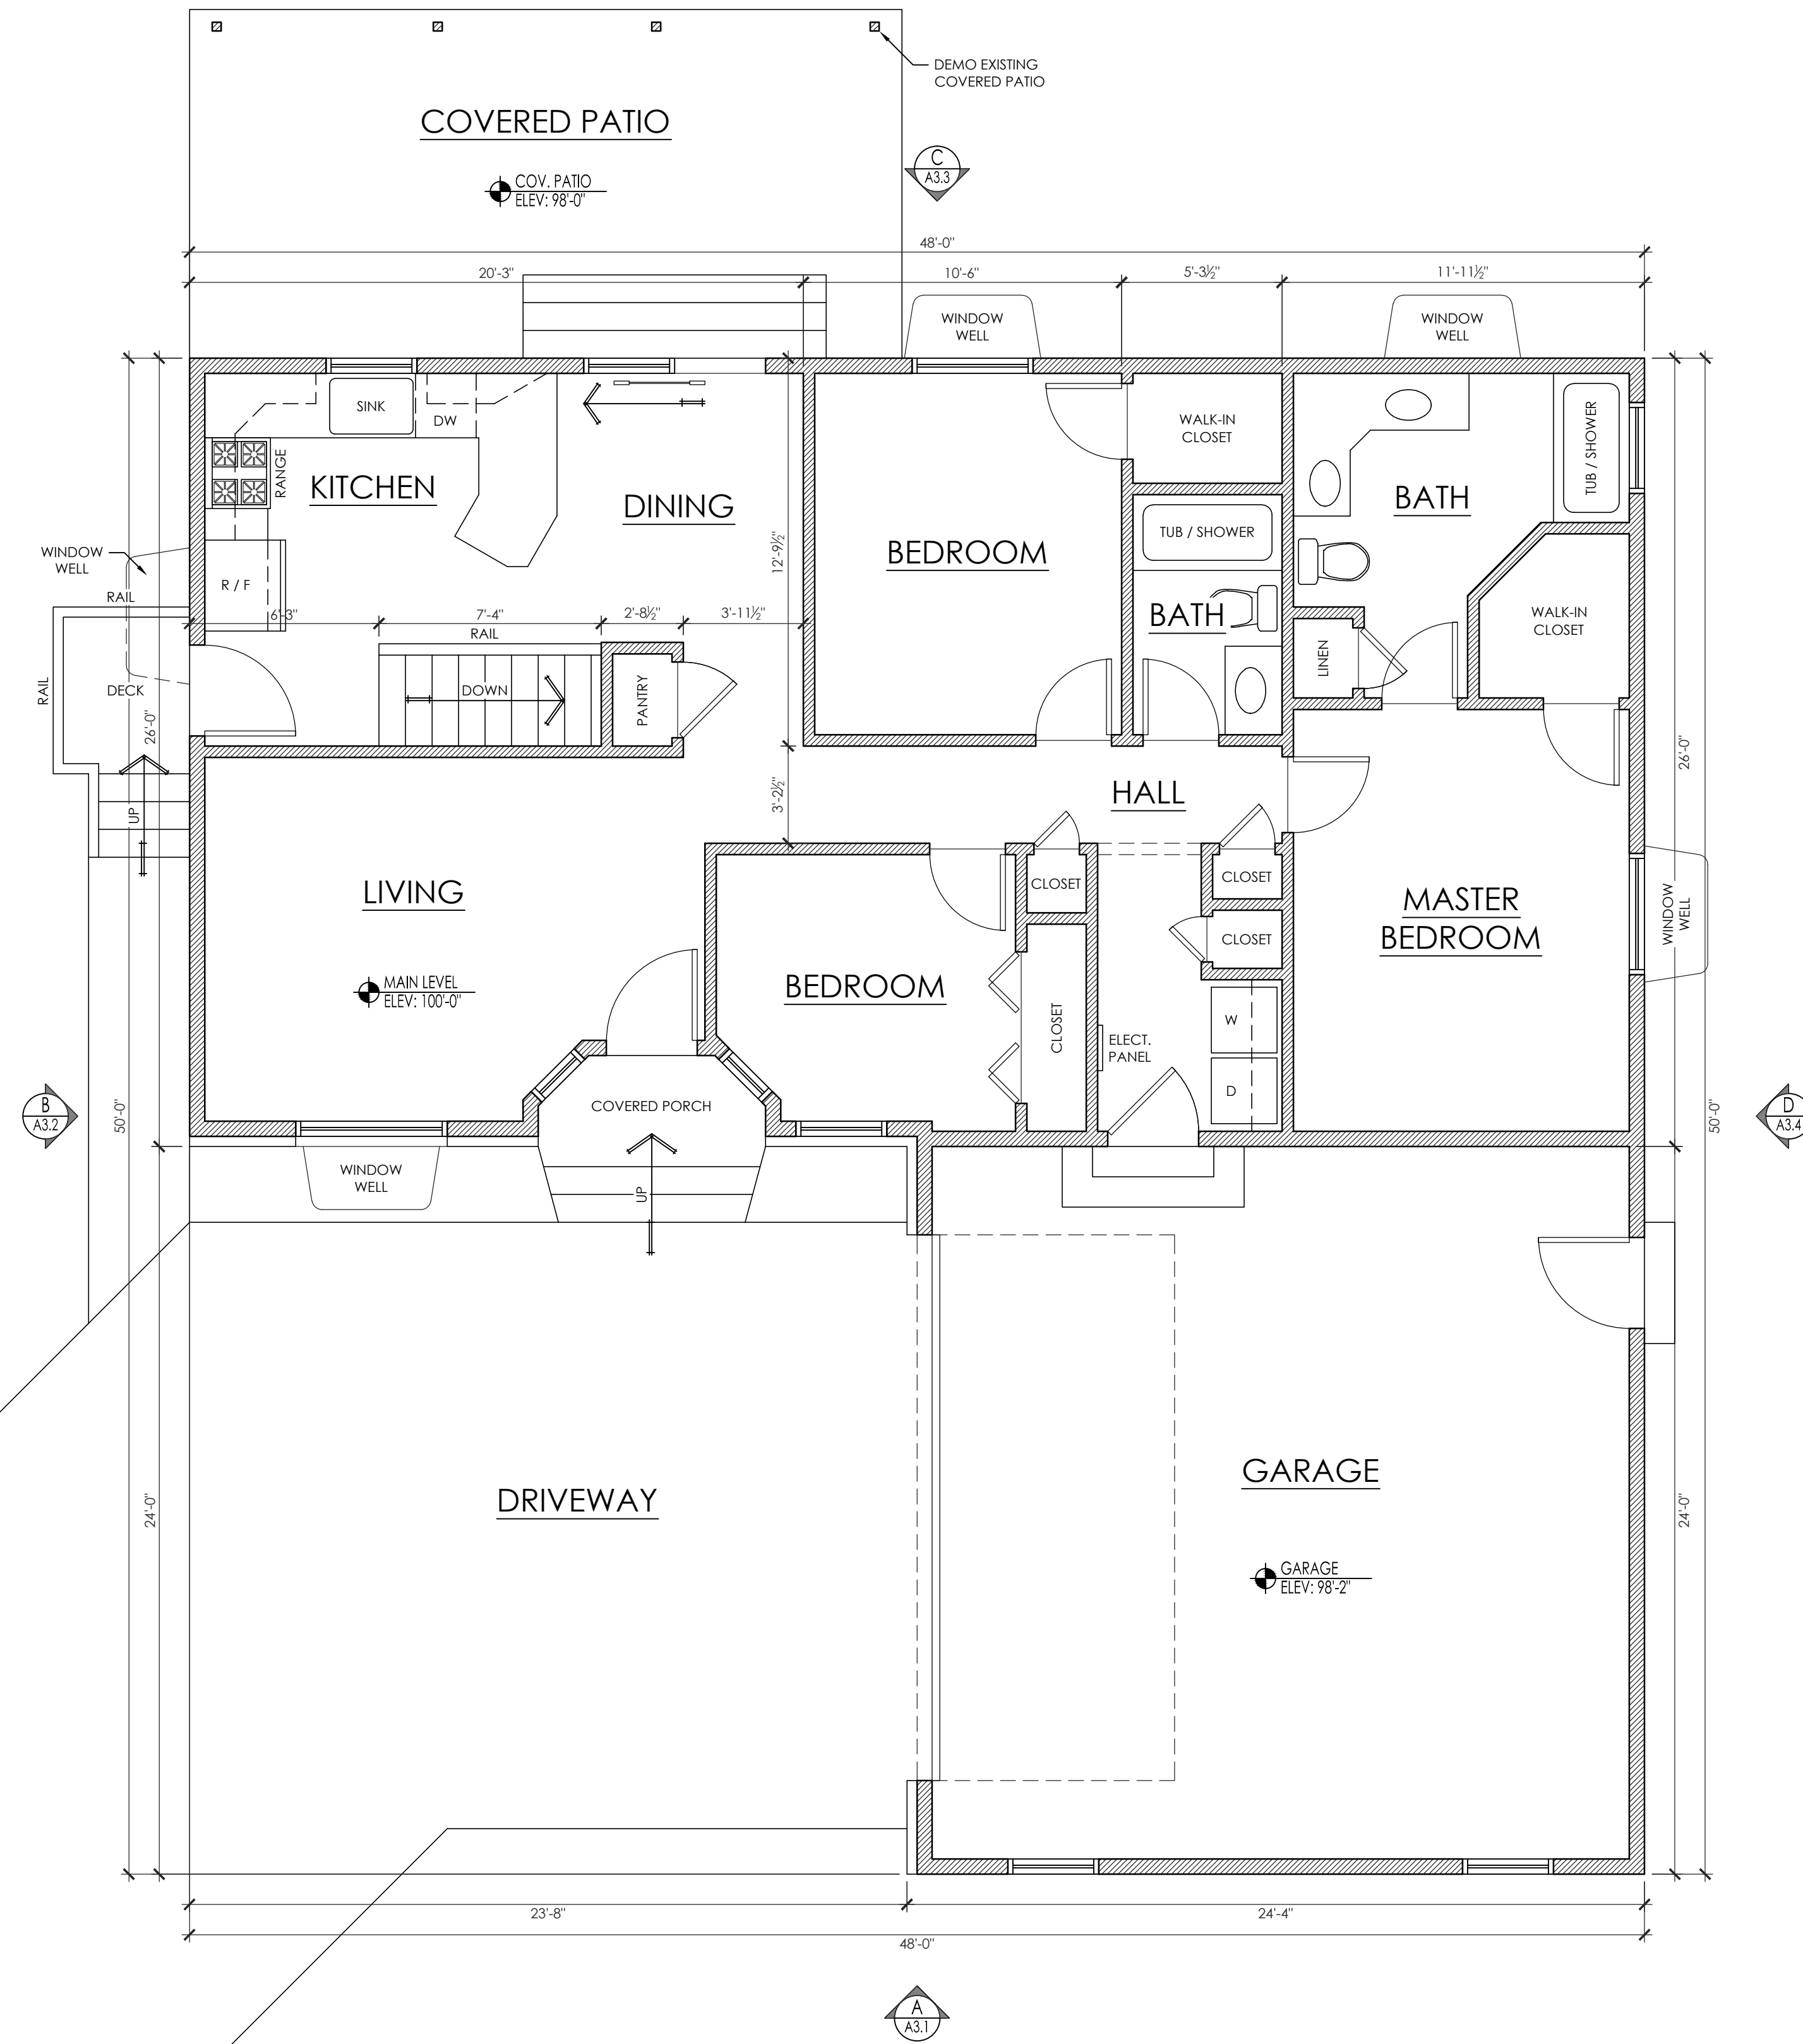 DEMO EXISTING
COVERED PATIO
COVERED PATIO
C
A3.3
COV. PATIO
ELEV: 98'-0"
48'-0"
20'-3"
10'-6"
5'-3½"
11'-11½"
WINDOW
WELL
WINDOW
WELL
SINK
DW
WALK-IN
CLOSET
TUB / SHOWER
RANGE
KITCHEN
DINING
BATH
TUB / SHOWER
WINDOW
WELL
12'-9½"
BEDROOM
R / F
RAIL
6'-3"
7'-4"
2'-8½"
3'-11½"
RAIL
BATH
WALK-IN
CLOSET
LINEN
RAIL
DECK
DOWN
PANTRY
26'-0"
26'-0"
UP
3'-2½"
HALL
LIVING
CLOSET
CLOSET
MASTER
BEDROOM
WINDOW
WELL
CLOSET
MAIN LEVEL
ELEV: 100'-0"
BEDROOM
CLOSET
W
ELECT.
PANEL
D
COVERED PORCH
B
A3.2
50'-0"
50'-0"
D
A3.4
WINDOW
WELL
UP
DRIVEWAY
GARAGE
24'-0"
24'-0"
GARAGE
ELEV: 98'-2"
23'-8"
24'-4"
48'-0"
A
A3.1